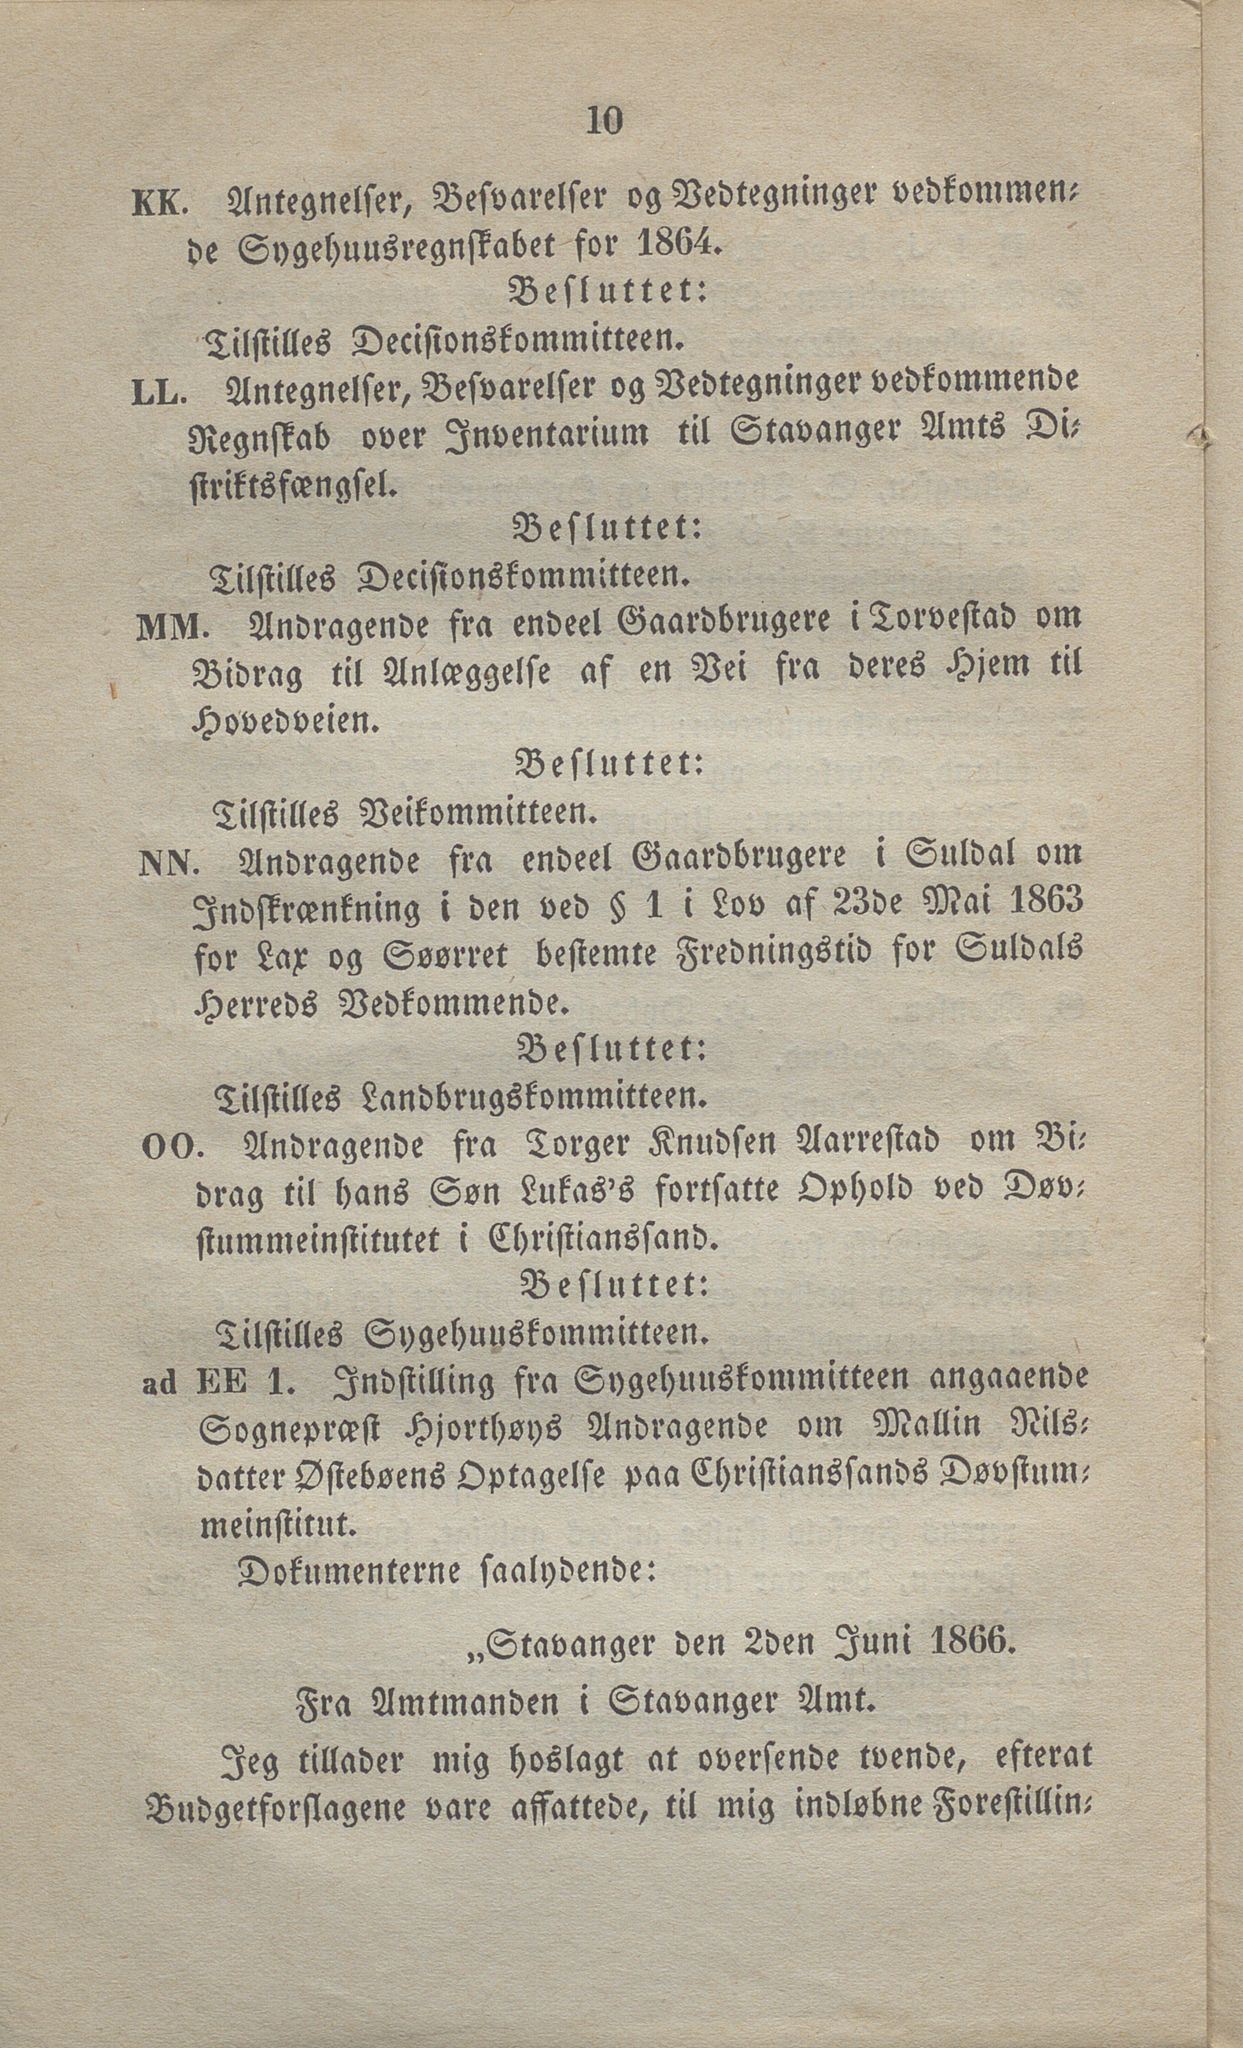 10
KK. Antegnelser, Besvarelser og Vedtegninger vedkommen-
de Sygehuusregnskabet for 1864.
Besluttet:
Tilstilles Decisionskommitteen.
LL. Antegnelser, Besvarelser og Vedtegninger vedkommende
Regnskab over Inventarium til Stavanger Amts Di-
striktsfængsel.
Besluttet:
Tilstilles Decisionskommitteen.
MM. Andragende fra endeel Gaardbrugere i Torvestad om
Bidrag til Anlæggelse af en Vei fra deres Hjem til
Hovedveien.
Besluttet:
Tilstilles Veikommitteen.
NN. Andragende fra endeel Gaardbrugere i Suldal om
Indskrænkning i den ved § 1 i Lov af 23de Mai 1863
for Lax og Søørret bestemte Fredningstid for Suldals
Herreds Vedkommende.
Besluttet:
Tilstilles Landbrugskommitteen.
OO. Andragende fra Torger Knudsen Aarrestad om Bi-
drag til hans Søn Lukas's fortsatte Ophold ved Døv-
stummeinstitutet i Christianssand.
Besluttet:
Tilstilles Sygehuuskommitteen.
ad EE 1. Indstilling fra Sygehuuskommitteen angaaende
Sognepræst Hjorthøys Andragende om Mallin Nils-
datter Østebøens Optagelse paa Christianssands Døvstum-
meinstitut.
Dokumenterne saalydende:
„Stavanger den 2den Juni 1866.
Fra Amtmanden i Stavanger Amt.
Jeg tillader mig hoslagt at oversende tvende, efterat
Budgetforslagene vare affattede, til mig indløbne Forestillin-